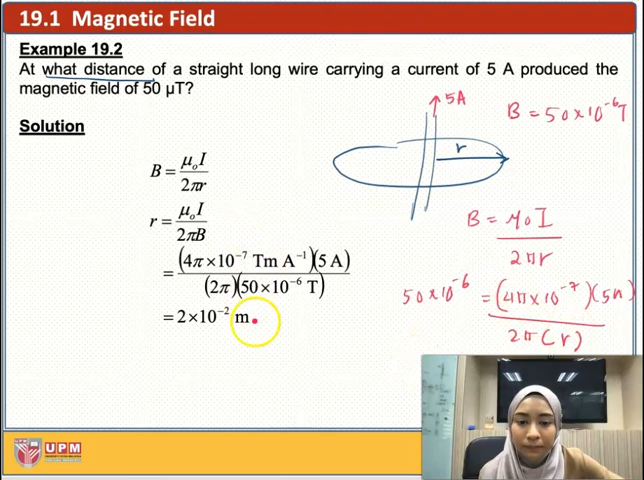 19.1 Magnetic Field
Example 19.2
At what distance of a straight long wire carrying a current of 5 A produced the
magnetic field of 50 μT?
Solution
B = μ₀I / 2πr
r = μ₀I / 2πB
= (4π×10⁻⁷ Tm A⁻¹)(5 A) / (2π)(50×10⁻⁶ T)
= 2×10⁻² m
5A
r
B = 50×10⁻⁶T
B = μ₀I / 2πr
50×10⁻⁶ = (4π×10⁻⁷)(5A) / 2π(r)
UPM